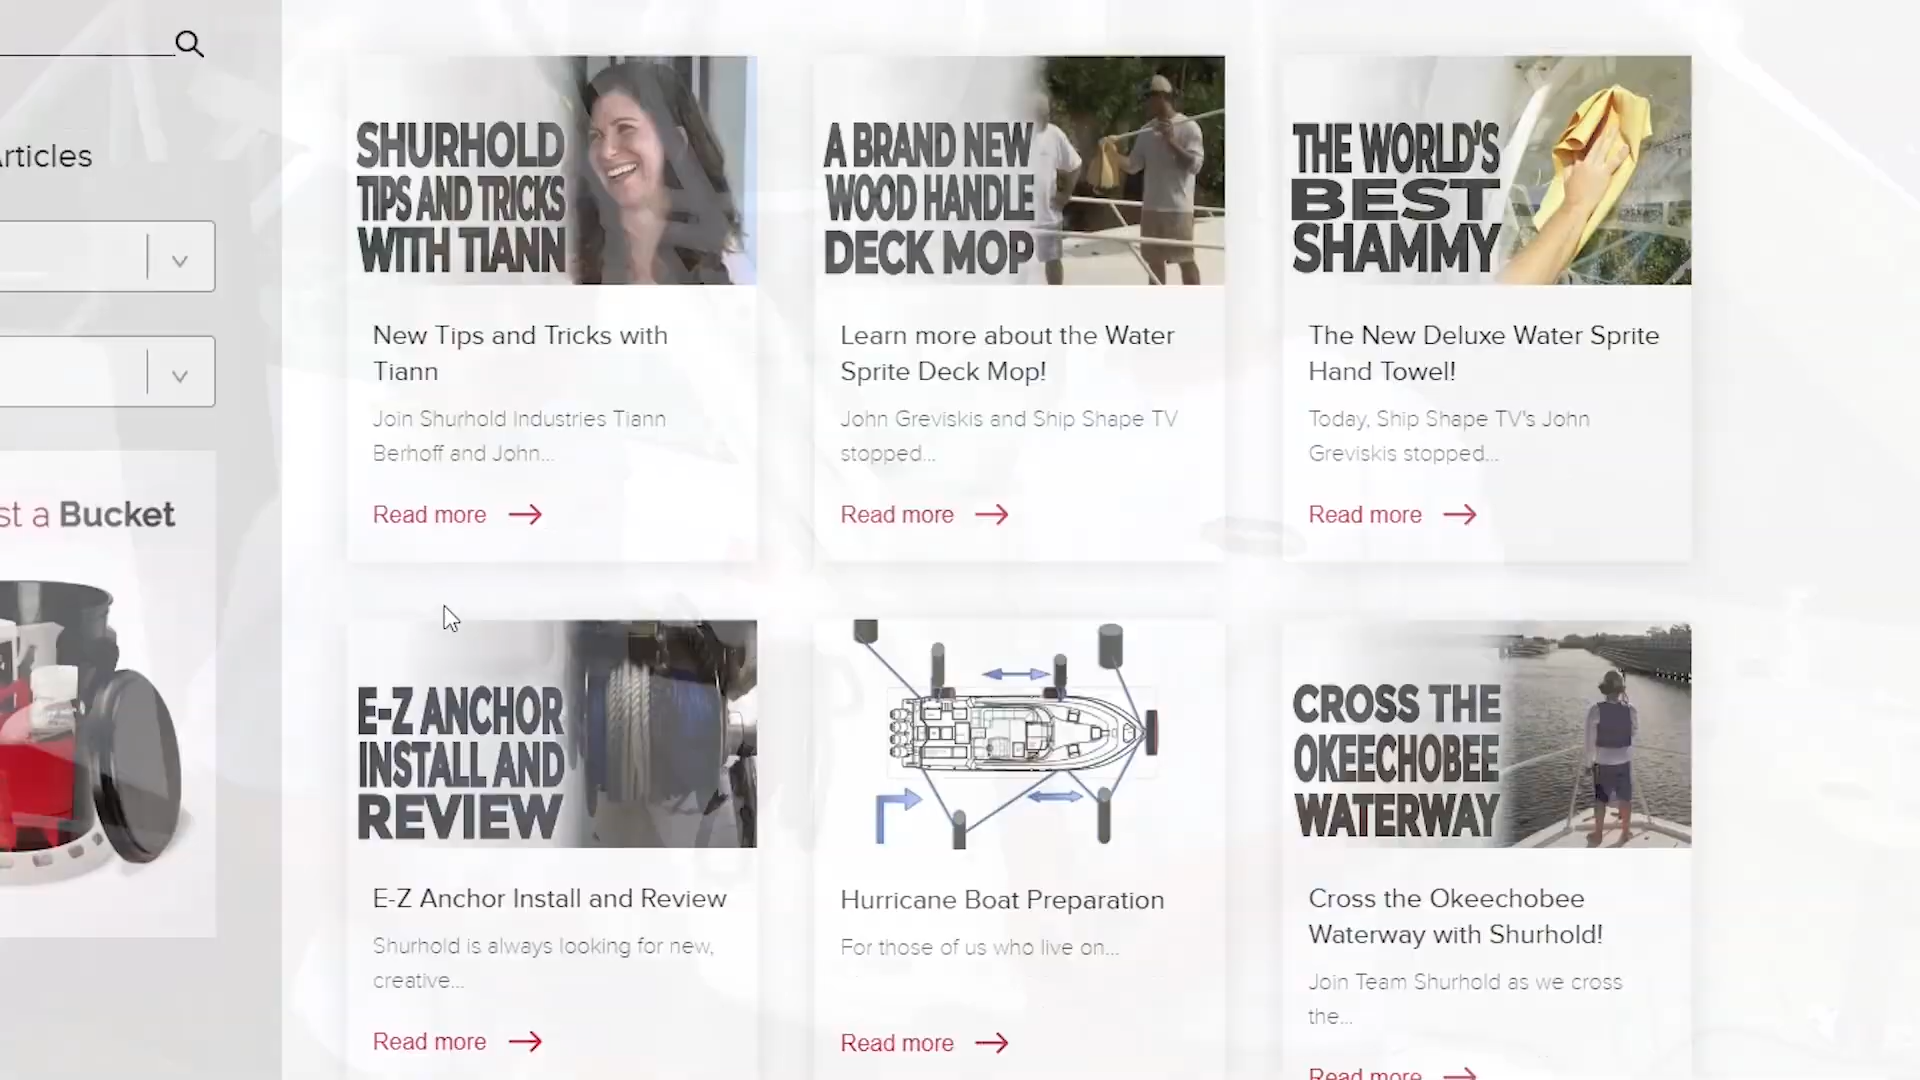 rticles
st a Bucket
SHURHOLD
TIPS AND TRICKS
WITH TIANN
New Tips and Tricks with
Tiann
Join Shurhold Industries Tiann
Berhoff and John...
Read more
A BRAND NEW
WOOD HANDLE
DECK MOP
Learn more about the Water
Sprite Deck Mop!
John Greviskis and Ship Shape TV
stopped...
Read more
THE WORLD'S
BEST
SHAMMY
The New Deluxe Water Sprite
Hand Towel!
Today, Ship Shape TV's John
Greviskis stopped...
Read more
E-Z ANCHOR
INSTALL AND
REVIEW
E-Z Anchor Install and Review
Shurhold is always looking for new,
creative...
Read more
Hurricane Boat Preparation
For those of us who live on...
Read more
CROSS THE
OKEECHOBEE
WATERWAY
Cross the Okeechobee
Waterway with Shurhold!
Join Team Shurhold as we cross
the...
Read more